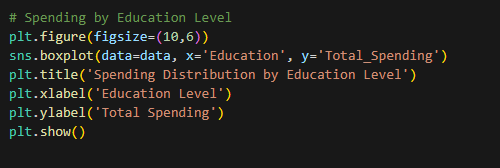 # Spending by Education Level
plt.figure(figsize=(10,6))
sns.boxplot(data=data, x='Education', y='Total_Spending')
plt.title('Spending Distribution by Education Level')
plt.xlabel('Education Level')
plt.ylabel('Total Spending')
plt.show()